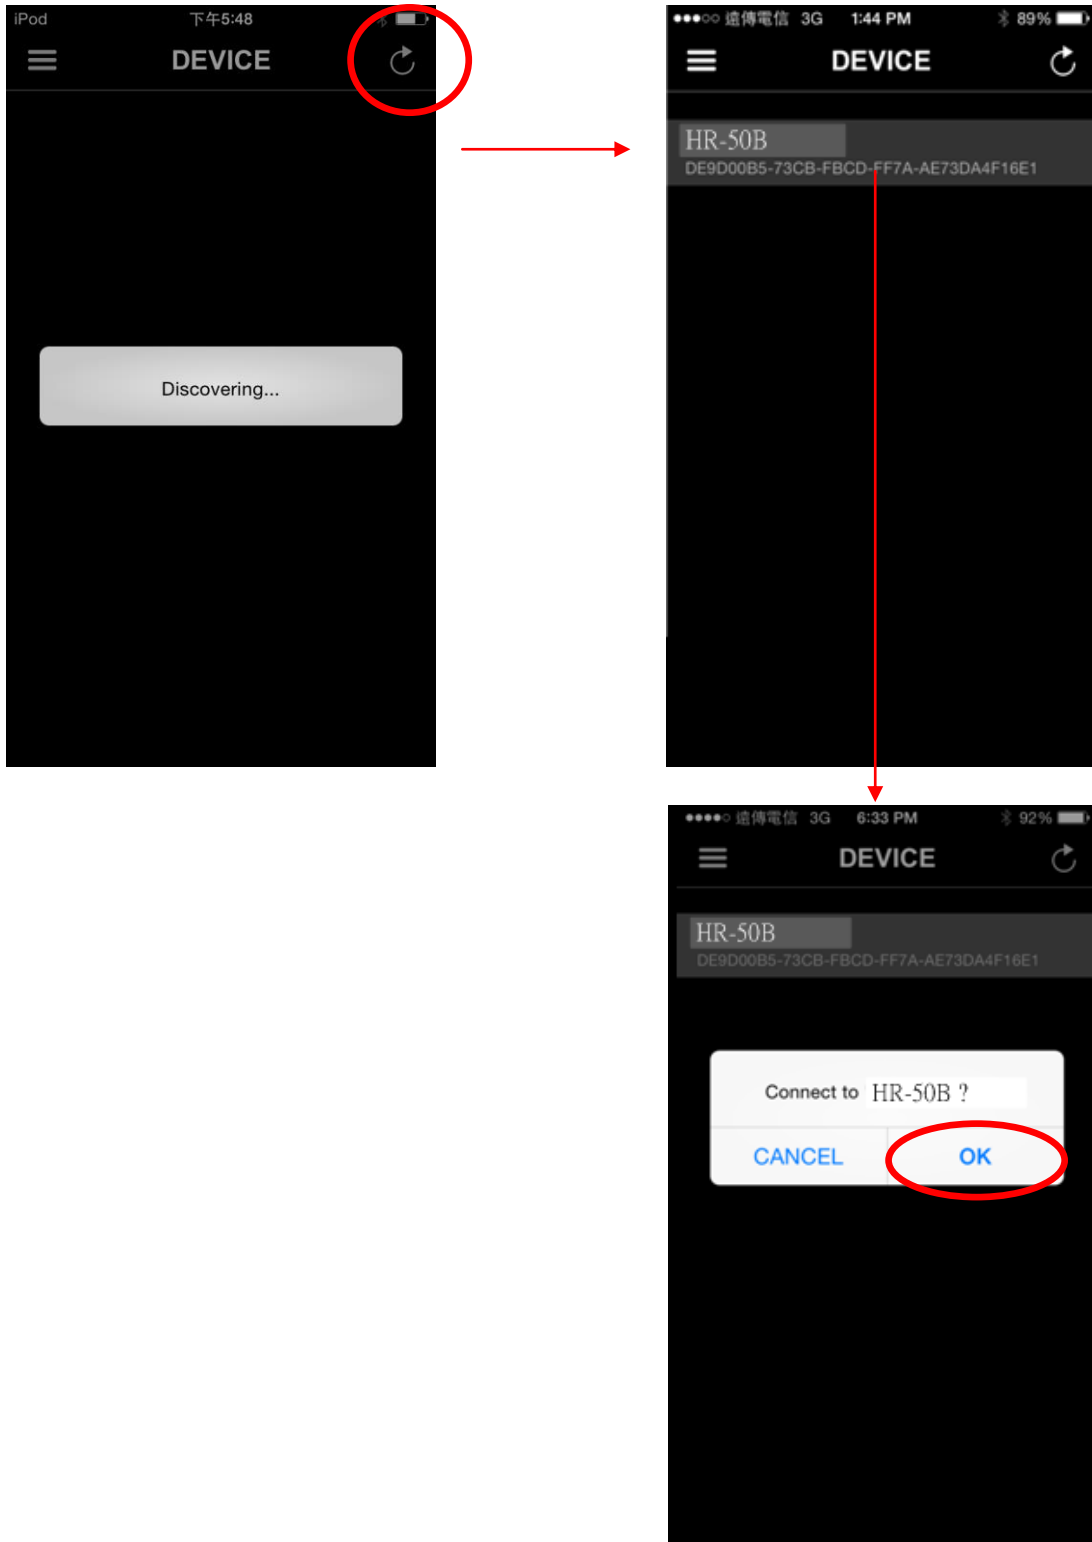 iPod 下午5:48
DEVICE
Discovering...
●●●○○ 遠傳電信 3G 1:44 PM 89%
DEVICE
HR-50B
DE9D00B5-73CB-FBCD-FF7A-AE73DA4F16E1
●●●●○ 遠傳電信 3G 6:33 PM 92%
DEVICE
HR-50B
DE9D00B5-73CB-FBCD-FF7A-AE73DA4F16E1
Connect to HR-50B ?
CANCEL OK